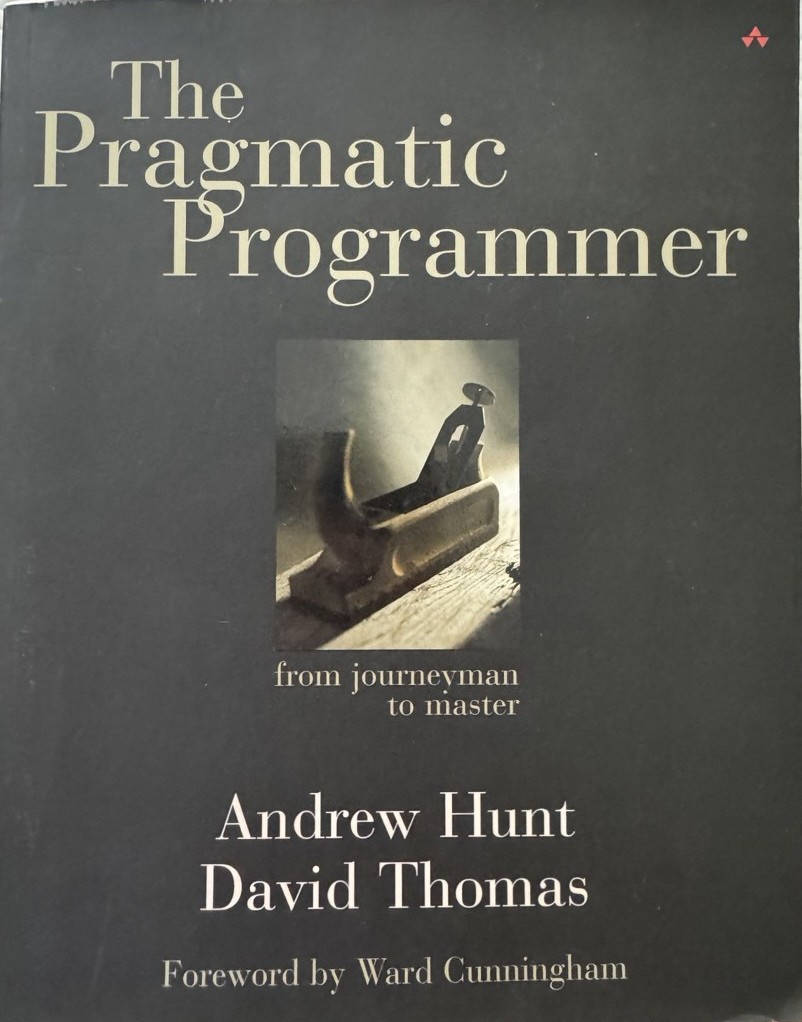 The
Pragmatic
Programmer
from journeyman
to master
Andrew Hunt
David Thomas
Foreword by Ward Cunningham